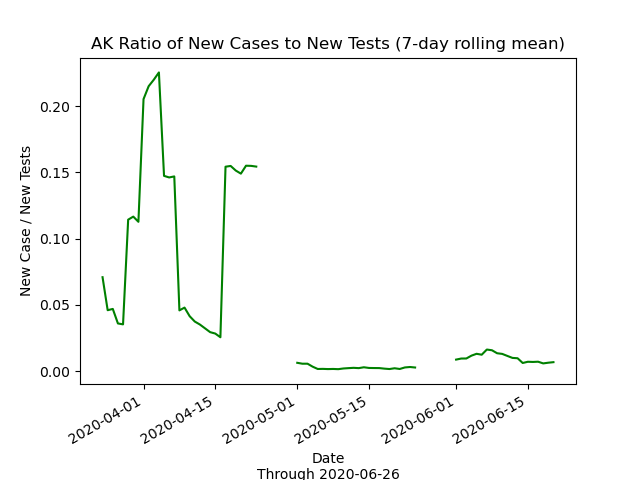 AK Ratio of New Cases to New Tests (7-day rolling mean)
New Case / New Tests
0.20
0.15
0.10
0.05
0.00
2020-04-01
2020-04-15
2020-05-01
2020-05-15
2020-06-01
2020-06-15
Date
Through 2020-06-26